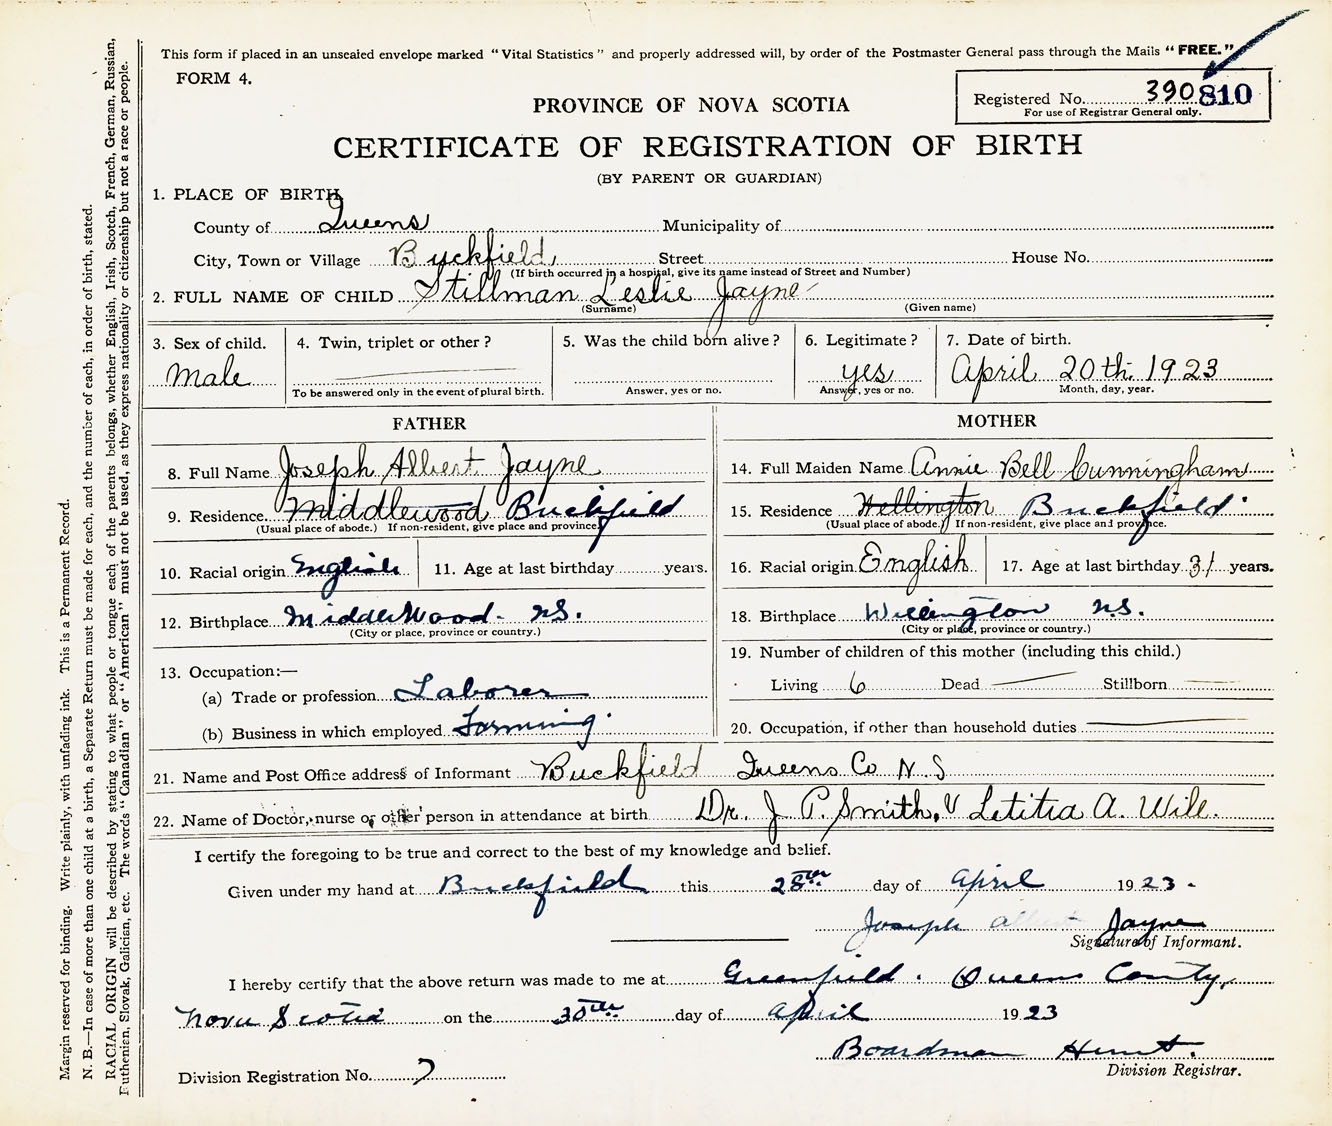 This form if placed in an unsealed envelope marked "Vital Statistics" and properly addressed will, by order of the Postmaster General pass through the Mails "FREE."
FORM 4.
Registered No. 390 810
For use of Registrar General only.
PROVINCE OF NOVA SCOTIA
CERTIFICATE OF REGISTRATION OF BIRTH
(BY PARENT OR GUARDIAN)
1. PLACE OF BIRTH
County of Queens Municipality of
City, Town or Village Buckfield, Street House No.
(If birth occurred in a hospital, give its name instead of Street and Number)
2. FULL NAME OF CHILD Stillman Leslie Jayne
(Surname) (Given name)
3. Sex of child. 4. Twin, triplet or other? 5. Was the child born alive? 6. Legitimate? 7. Date of birth.
Male yes April 20th 1923
To be answered only in the event of plural birth. Answer, yes or no. Answer, yes or no. Month, day, year.
FATHER
8. Full Name Joseph Albert Jayne
9. Residence Middlewood Buckfield
(Usual place of abode.) If non-resident, give place and province.
10. Racial origin English 11. Age at last birthday years.
12. Birthplace MiddleWood. NS.
(City or place, province or country.)
13. Occupation:—
(a) Trade or profession Laborer
(b) Business in which employed Farming.
MOTHER
14. Full Maiden Name Annie Bell Cunningham
15. Residence Wellington Buckfield
(Usual place of abode.) If non-resident, give place and province.
16. Racial origin English 17. Age at last birthday 31 years.
18. Birthplace Wellington N.S.
(City or place, province or country.)
19. Number of children of this mother (including this child.)
Living 6 Dead Stillborn
20. Occupation, if other than household duties
21. Name and Post Office address of Informant Buckfield Queens Co N.S
22. Name of Doctor, nurse or other person in attendance at birth Dr. J P. Smith, & Letitia A. Wile.
I certify the foregoing to be true and correct to the best of my knowledge and belief.
Given under my hand at Buckfield this 28th day of April 1923.
Joseph Albert Jayne
Signature of Informant.
I hereby certify that the above return was made to me at Greenfield. Queens County,
Nova Scotia on the 30th day of April 1923
Boardman Hunt.
Division Registrar.
Division Registration No. 7
Margin reserved for binding. Write plainly, with unfading ink. This is a Permanent Record.
N. B.—In case of more than one child at a birth, a Separate Return must be made for each, and the number of each, in order of birth, stated.
RACIAL ORIGIN will be described by stating to what people or tongue each of the parents belongs, whether English, Irish, Scotch, French, German, Russian,
Ruthenian, Slovak, Galician, etc. The words "Canadian" or "American" must not be used, as they express nationality or citizenship but not a race or people.